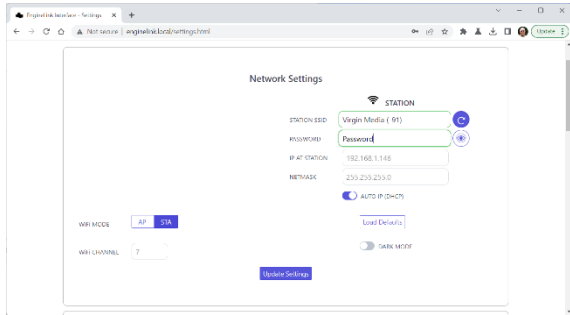 Enginelink Interface - Settings
Not secure | enginelink.local/settings.html
Update
Network Settings
STATION
STATION SSID Virgin Media (.91)
PASSWORD Password
IP AT STATION 192.168.1.148
NETMASK 255.255.255.0
AUTO IP (DHCP)
WIFI MODE AP STA Load Defaults
WIFI CHANNEL 7 DARK MODE
Update Settings